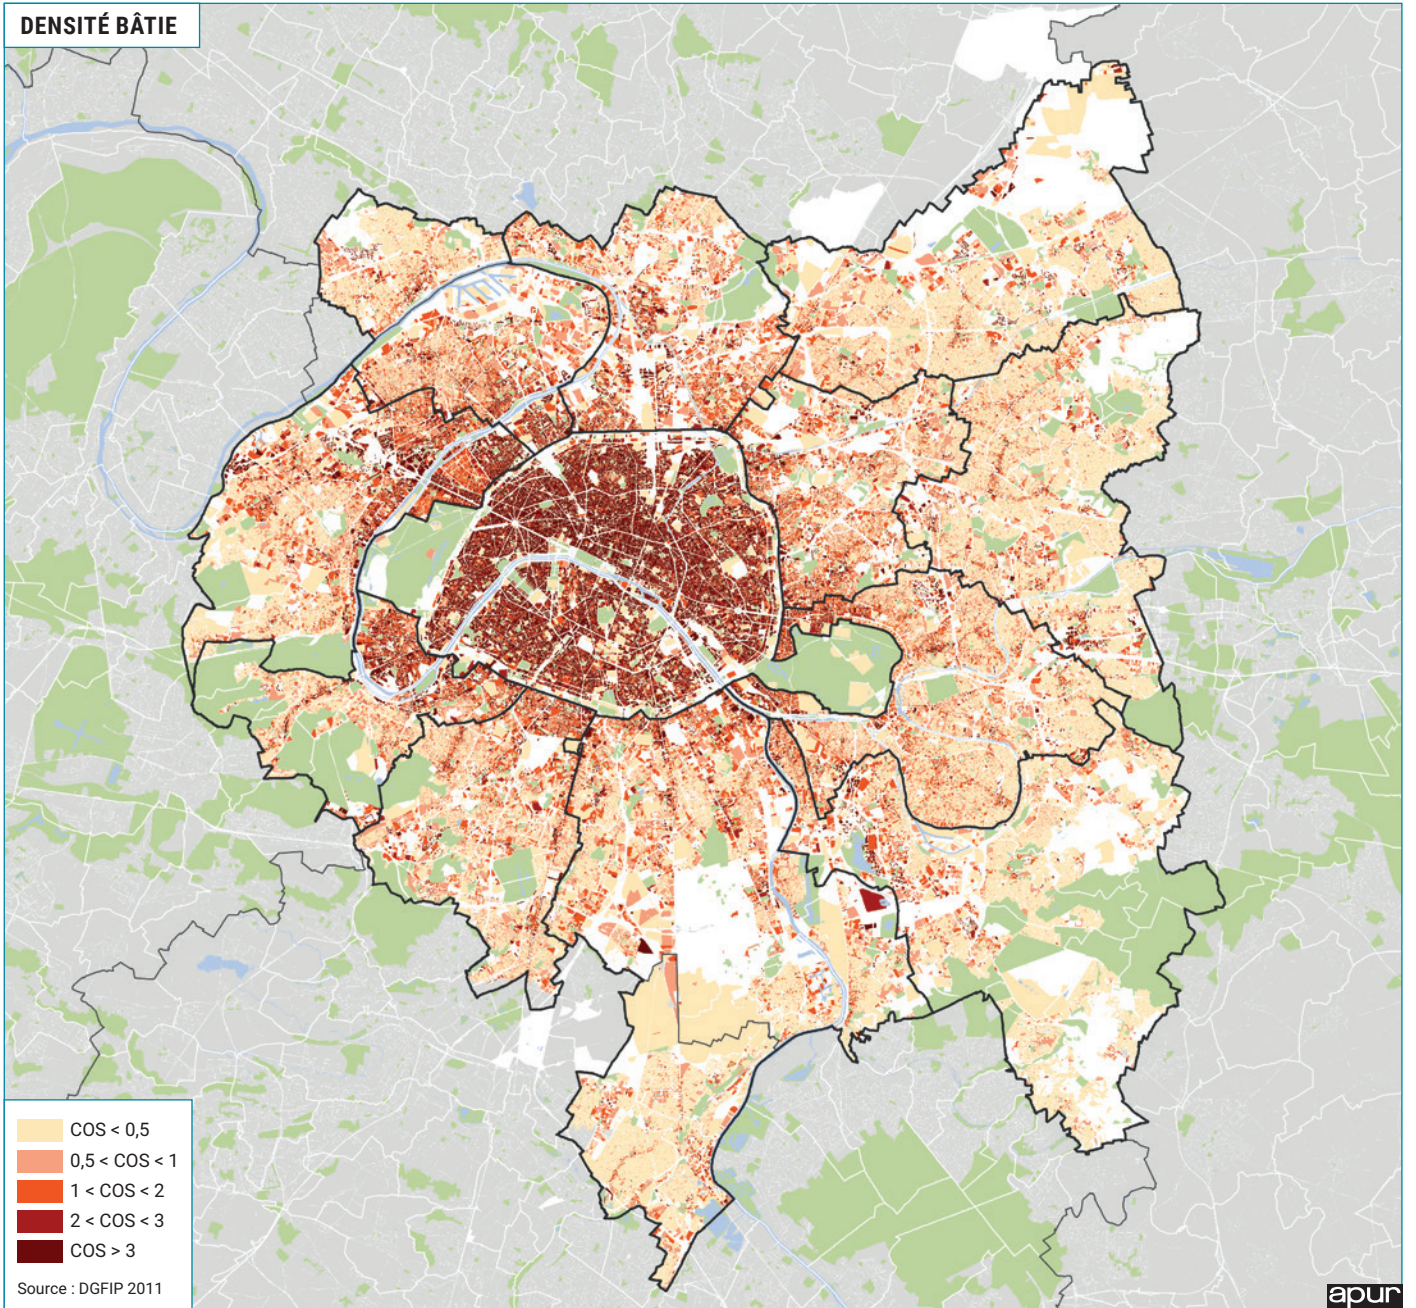 DENSITÉ BÂTIE
COS < 0,5
0,5 < COS < 1
1 < COS < 2
2 < COS < 3
COS > 3
Source : DGFIP 2011
apur